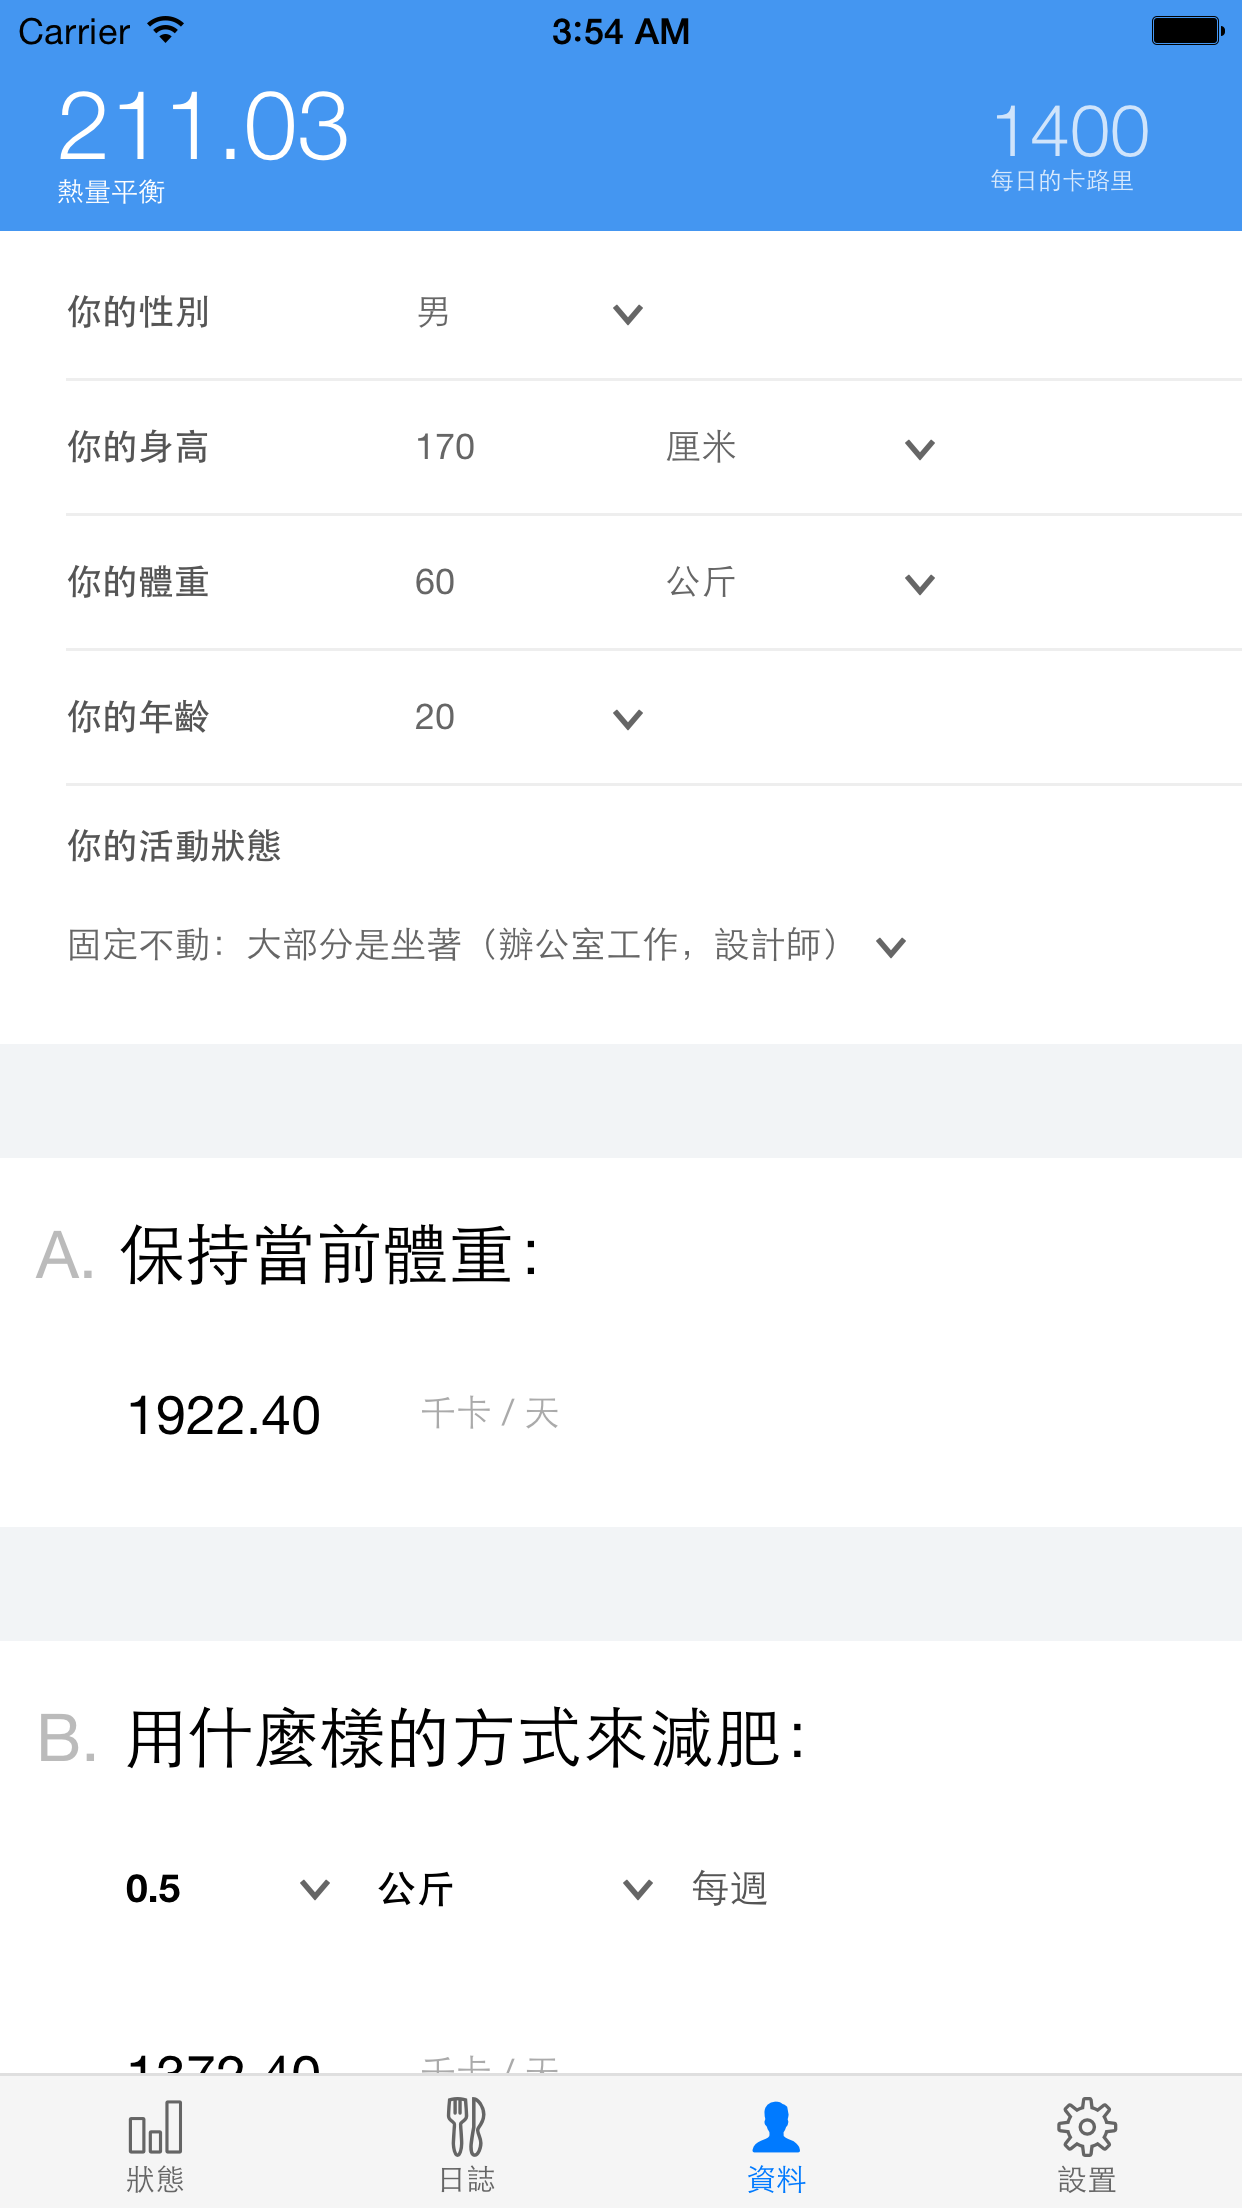 Carrier 3:54 AM
211.03 1400
熱量平衡 每日的卡路里
你的性別 男
你的身高 170 厘米
你的體重 60 公斤
你的年齡 20
你的活動狀態
固定不動：大部分是坐著（辦公室工作，設計師）
A. 保持當前體重：
1922.40 千卡 / 天
B. 用什麼樣的方式來減肥：
0.5 公斤 每週
1372.40 千卡 / 天
狀態 日誌 資料 設置